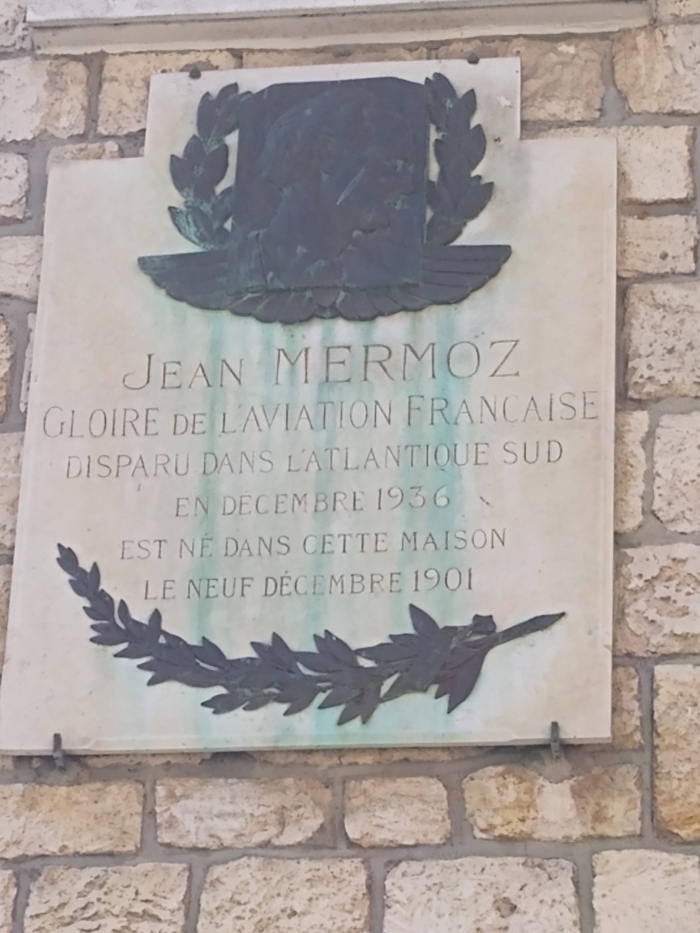 JEAN MERMOZ
GLOIRE DE L'AVIATION FRANÇAISE
DISPARU DANS L'ATLANTIQUE SUD
EN DÉCEMBRE 1936
EST NÉ DANS CETTE MAISON
LE NEUF DÉCEMBRE 1901